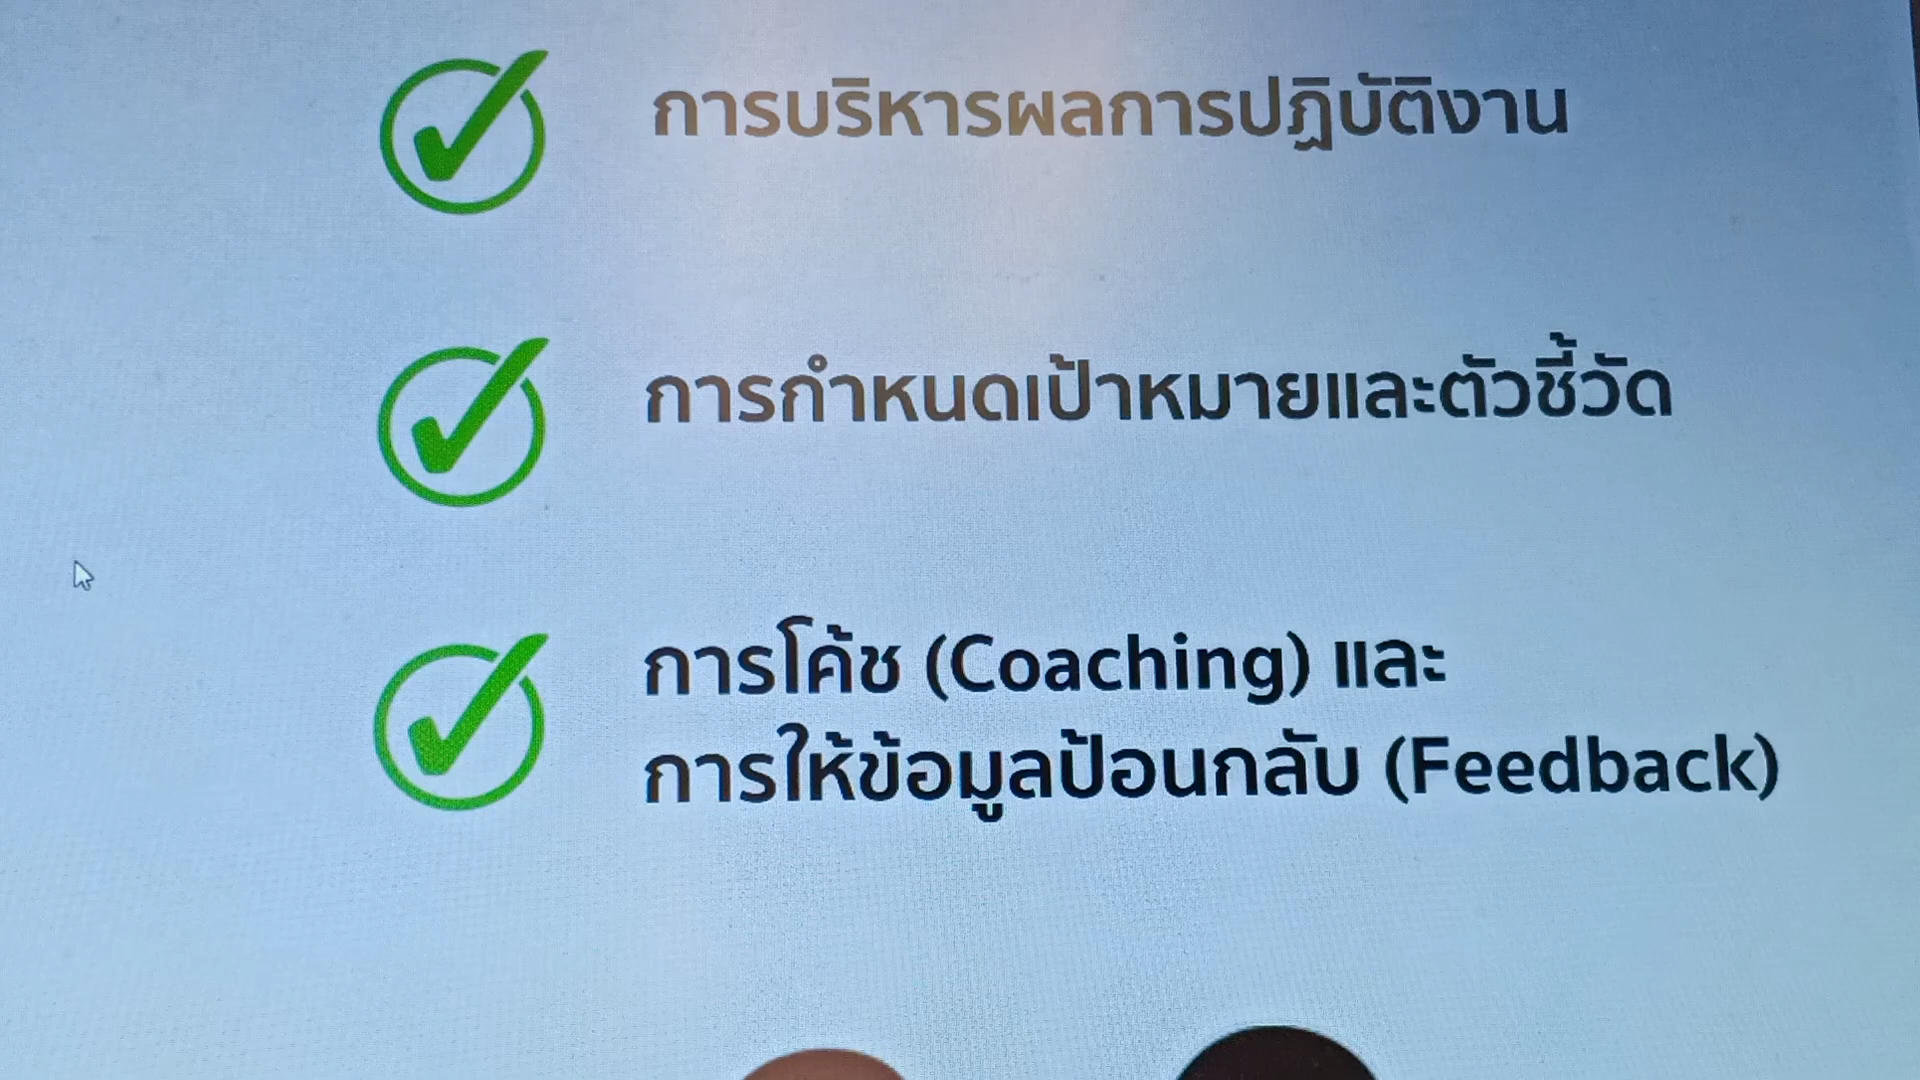 การบริหารผลการปฏิบัติงาน
การกำหนดเป้าหมายและตัวชี้วัด
การโค้ช (Coaching) และ
การให้ข้อมูลป้อนกลับ (Feedback)